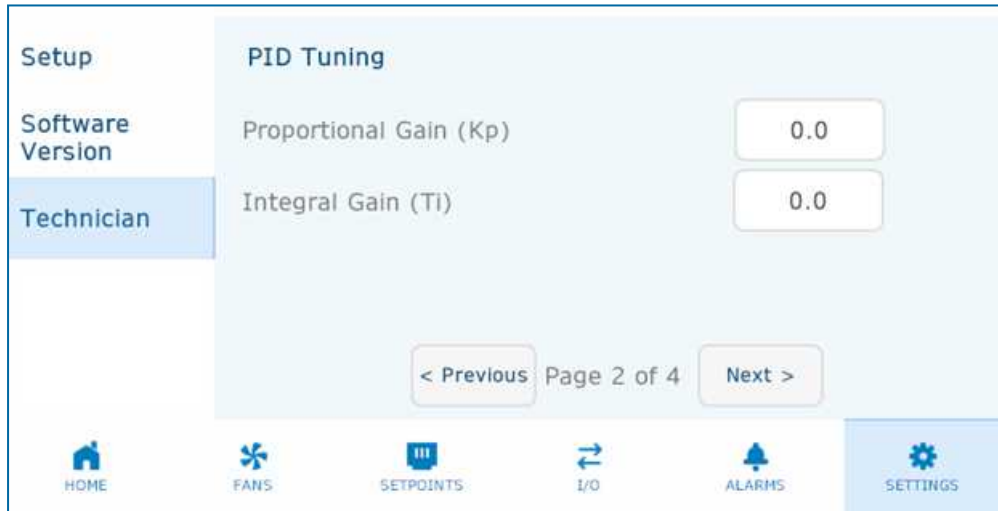 Setup
Software
Version
Technician
PID Tuning
Proportional Gain (Kp)
0.0
Integral Gain (Ti)
0.0
< Previous
Page 2 of 4
Next >
HOME
FANS
SETPOINTS
I/O
ALARMS
SETTINGS